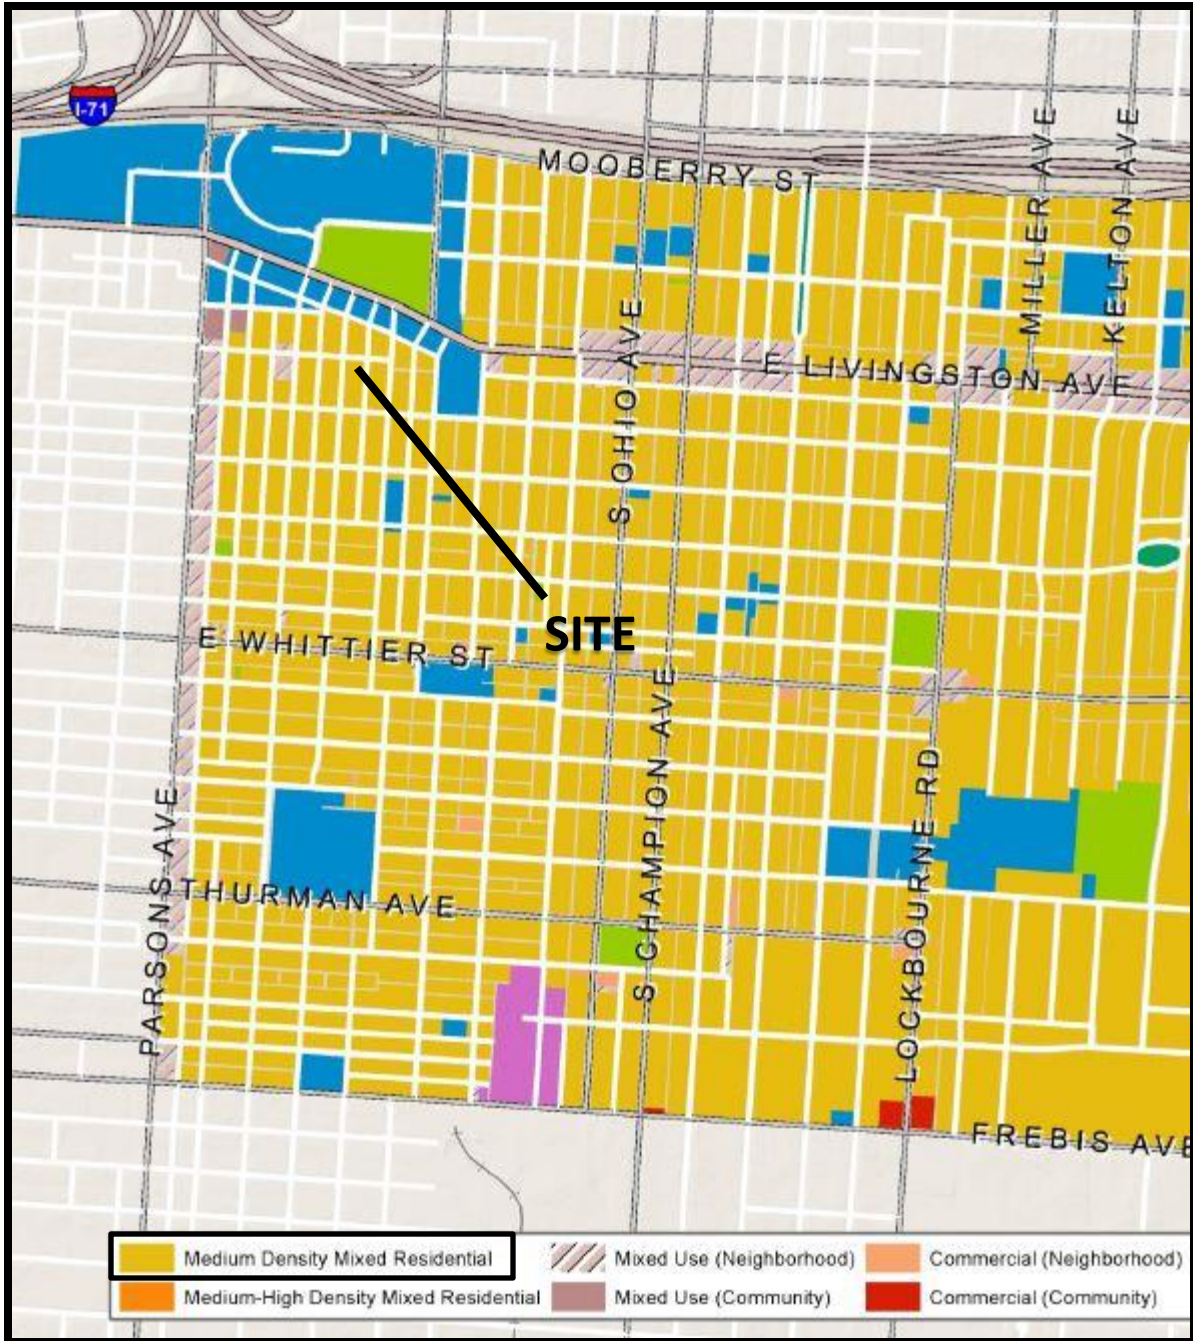 I-71
MOOBERRY ST
MILLER AVE
KELTON AVE
E LIVINGSTON AVE
S OHIO AVE
SITE
E WHITTIER ST
S CHAMPION AVE
LOCKBOURNE RD
PARSONS AVE
THURMAN AVE
FREBIS AVE
Medium Density Mixed Residential
Mixed Use (Neighborhood)
Commercial (Neighborhood)
Medium-High Density Mixed Residential
Mixed Use (Community)
Commercial (Community)